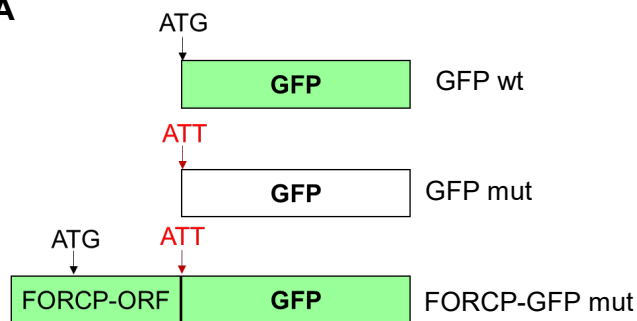 A
ATG
GFP GFP wt
ATT
GFP GFP mut
ATG ATT
FORCP-ORF GFP FORCP-GFP mut